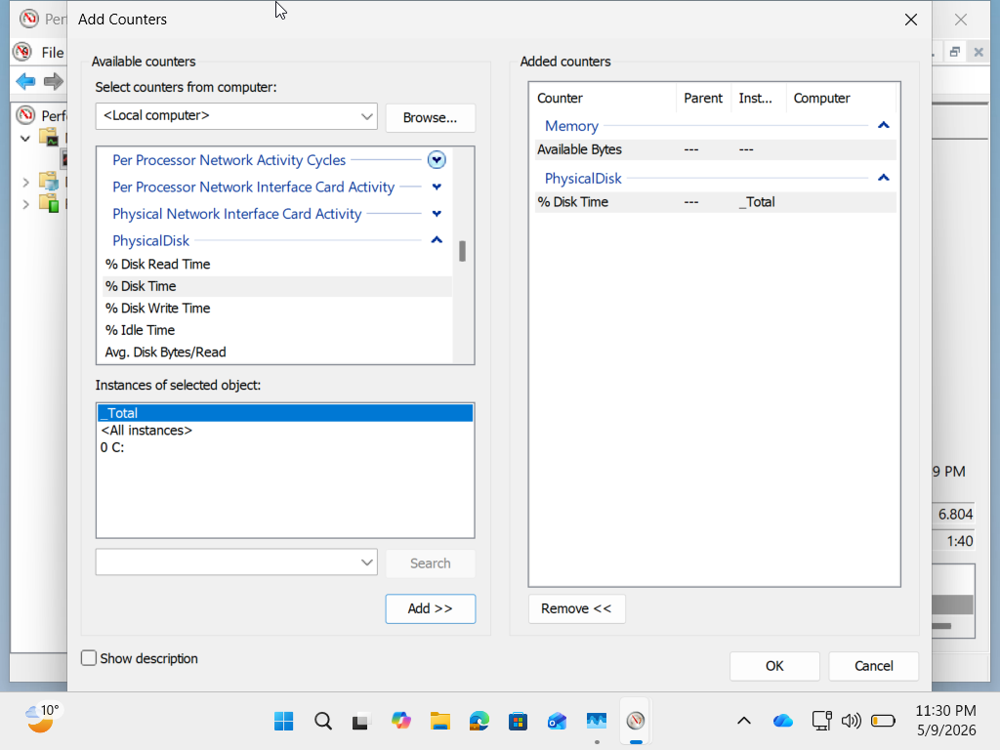 Per
Add Counters
File
Available counters
Added counters
Select counters from computer:
<Local computer>
Browse...
Counter
Parent
Inst...
Computer
Memory
Available Bytes
---
---
PhysicalDisk
% Disk Time
---
_Total
Perfo
Per Processor Network Activity Cycles
Per Processor Network Interface Card Activity
Physical Network Interface Card Activity
PhysicalDisk
% Disk Read Time
% Disk Time
% Disk Write Time
% Idle Time
Avg. Disk Bytes/Read
Instances of selected object:
_Total
<All instances>
0 C:
9 PM
6.804
1:40
Search
Add >>
Remove <<
Show description
OK
Cancel
10°
11:30 PM
5/9/2026